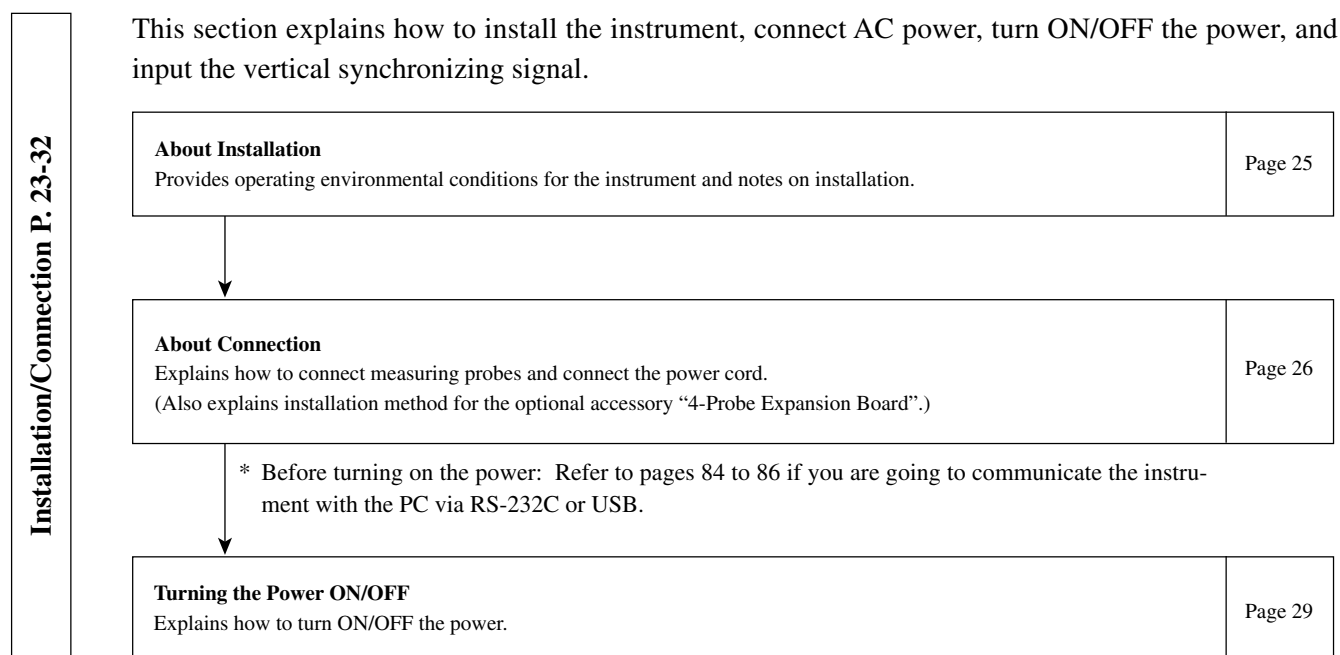 Installation/Connection P. 23-32
This section explains how to install the instrument, connect AC power, turn ON/OFF the power, and
input the vertical synchronizing signal.
About Installation
Provides operating environmental conditions for the instrument and notes on installation.
Page 25
About Connection
Explains how to connect measuring probes and connect the power cord.
(Also explains installation method for the optional accessory “4-Probe Expansion Board”.)
Page 26
* Before turning on the power: Refer to pages 84 to 86 if you are going to communicate the instru-
ment with the PC via RS-232C or USB.
Turning the Power ON/OFF
Explains how to turn ON/OFF the power.
Page 29